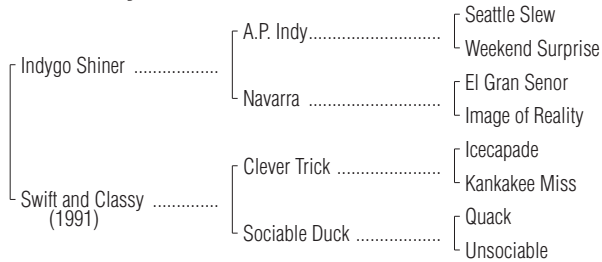 Seattle Slew
A.P. Indy..............................
Weekend Surprise
Indygo Shiner .................
El Gran Senor
Navarra ..........................
Image of Reality
Icecapade
Clever Trick .....................
Kankakee Miss
Swift and Classy .............
(1991)
Quack
Sociable Duck .................
Unsociable